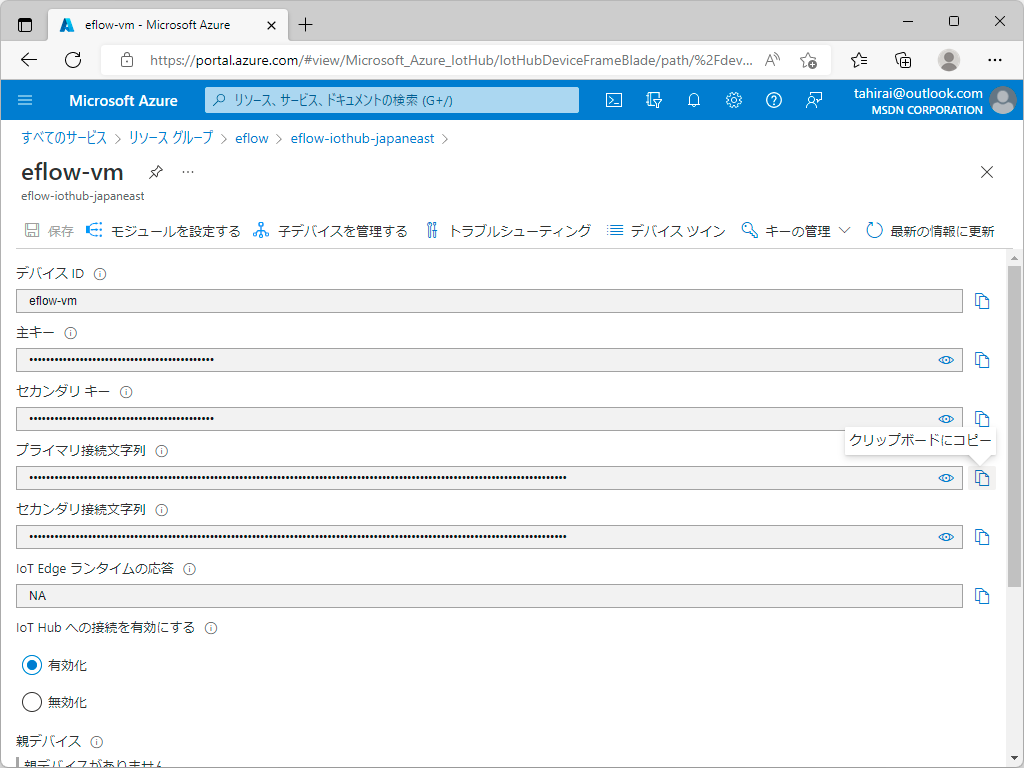 eflow-vm - Microsoft Azure
https://portal.azure.com/#view/Microsoft_Azure_IotHub/IotHubDeviceFrameBlade/path/%2Fdev...
Microsoft Azure
リソース、サービス、ドキュメントの検索 (G+/)
tahirai@outlook.com
MSDN CORPORATION
すべてのサービス > リソース グループ > eflow > eflow-iothub-japaneast >
eflow-vm
eflow-iothub-japaneast
保存 モジュールを設定する 子デバイスを管理する トラブルシューティング デバイス ツイン キーの管理 最新の情報に更新
デバイス ID
eflow-vm
主キー
セカンダリ キー
クリップボードにコピー
プライマリ接続文字列
セカンダリ接続文字列
IoT Edge ランタイムの応答
NA
IoT Hub への接続を有効にする
有効化
無効化
親デバイス
親デバイスがありません